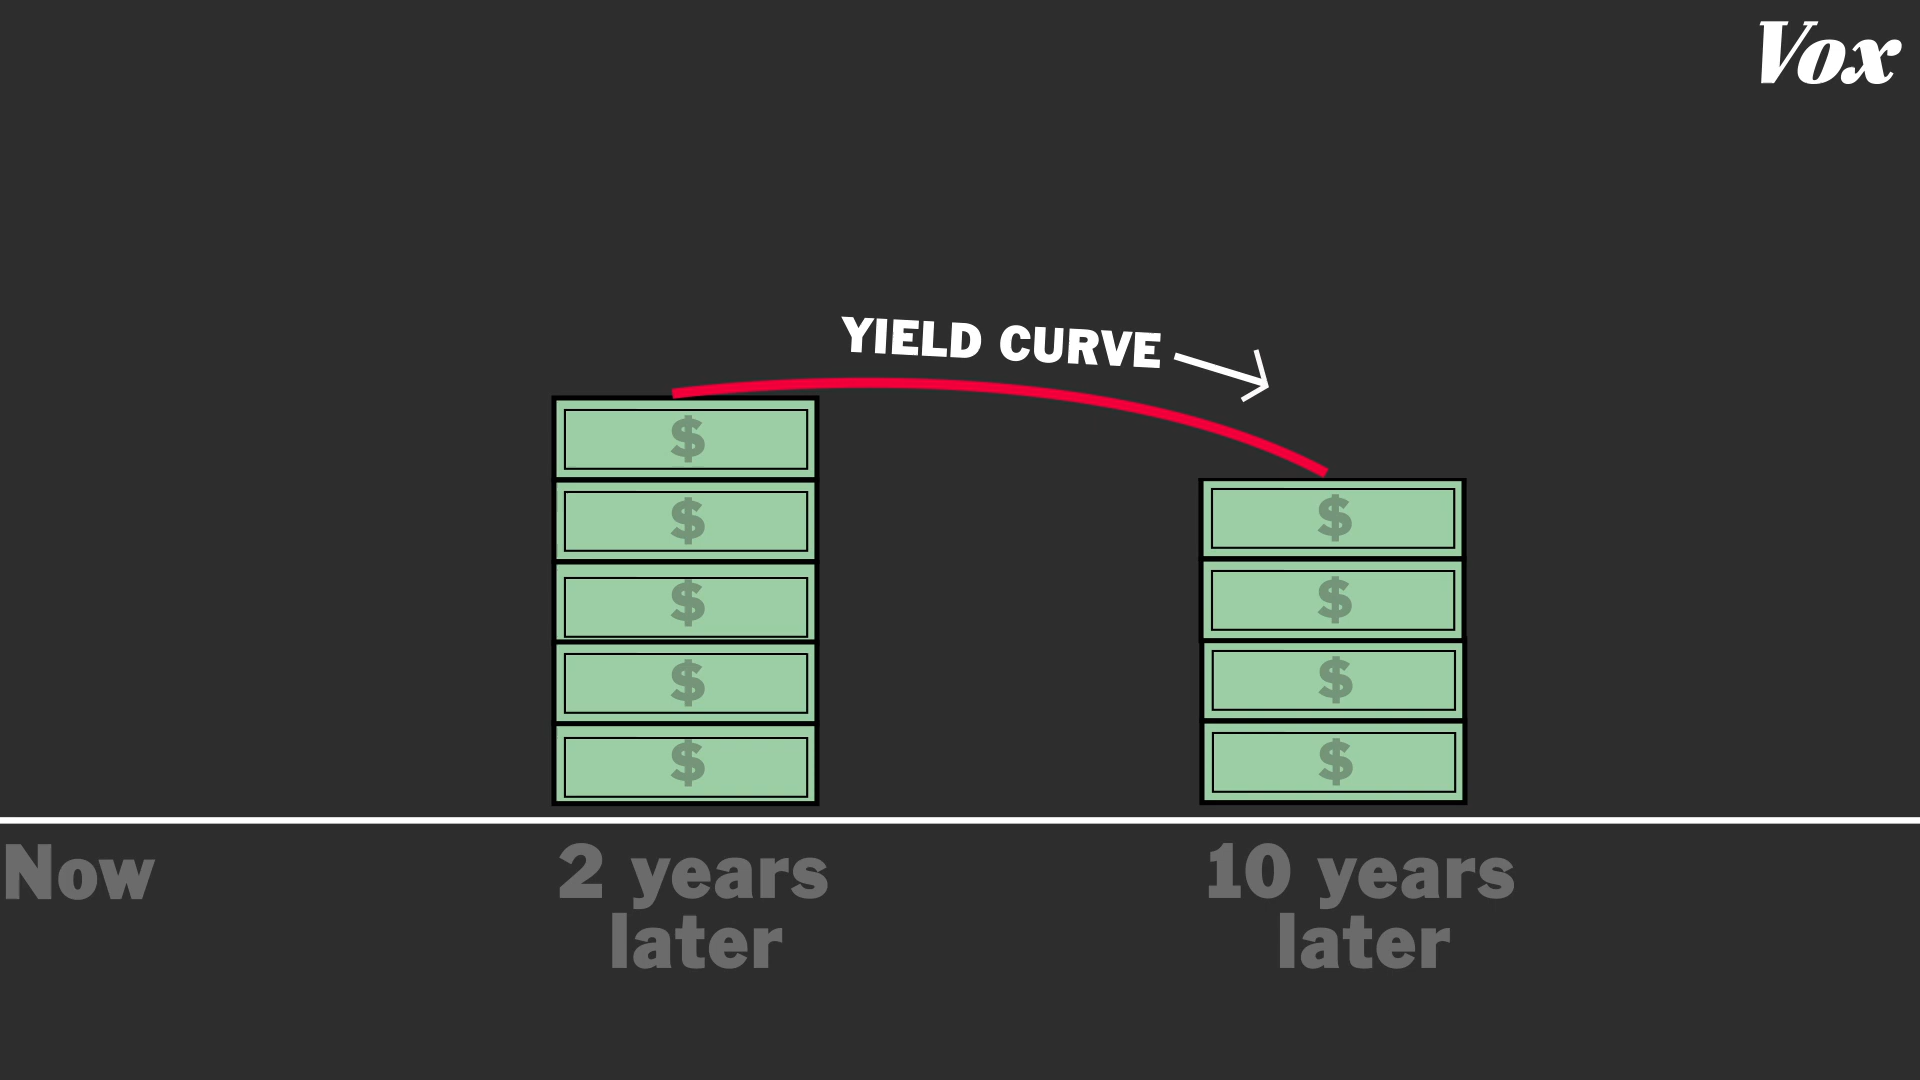 Vox
YIELD CURVE
$
$
$
$
$
$
$
$
$
Now
2 years
later
10 years
later